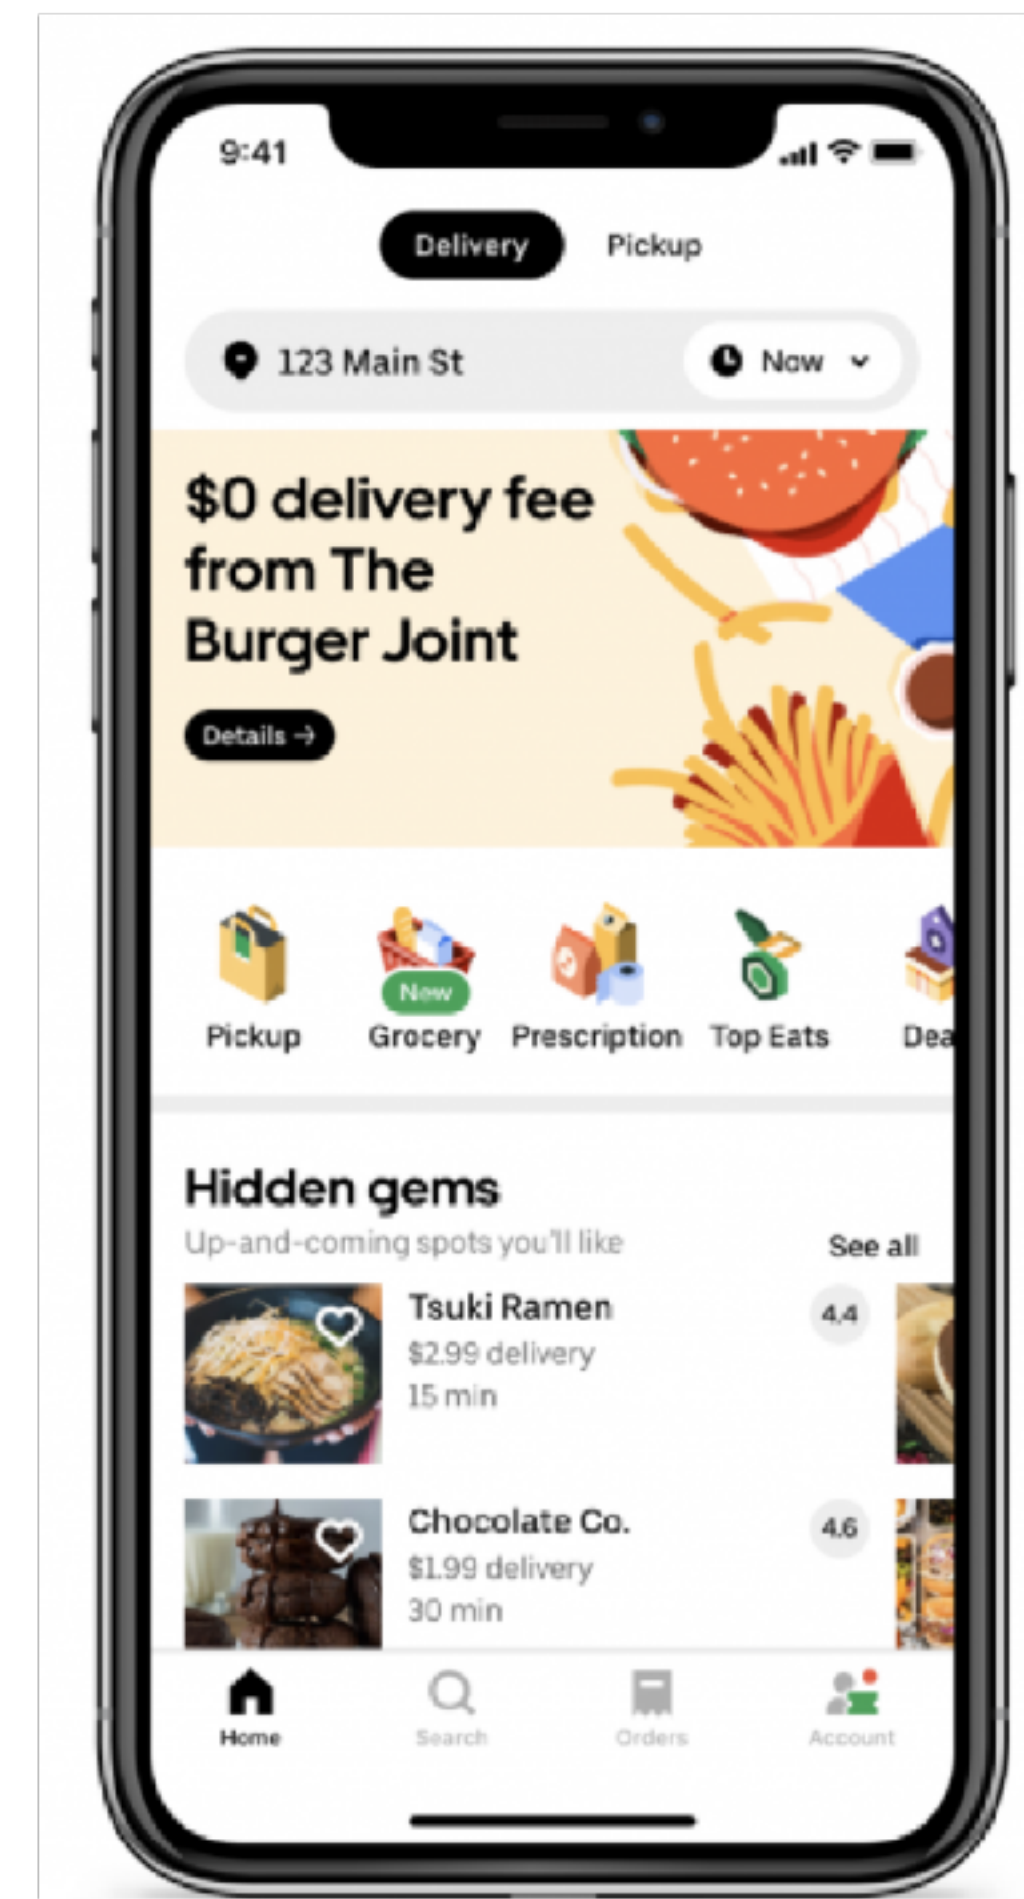 9:41
Delivery Pickup
123 Main St Now
$0 delivery fee
from The
Burger Joint
Details →
New
Pickup Grocery Prescription Top Eats Dea
Hidden gems
Up-and-coming spots you'll like See all
Tsuki Ramen 4.4
$2.99 delivery
15 min
Chocolate Co. 4.6
$1.99 delivery
30 min
Home Search Orders Account